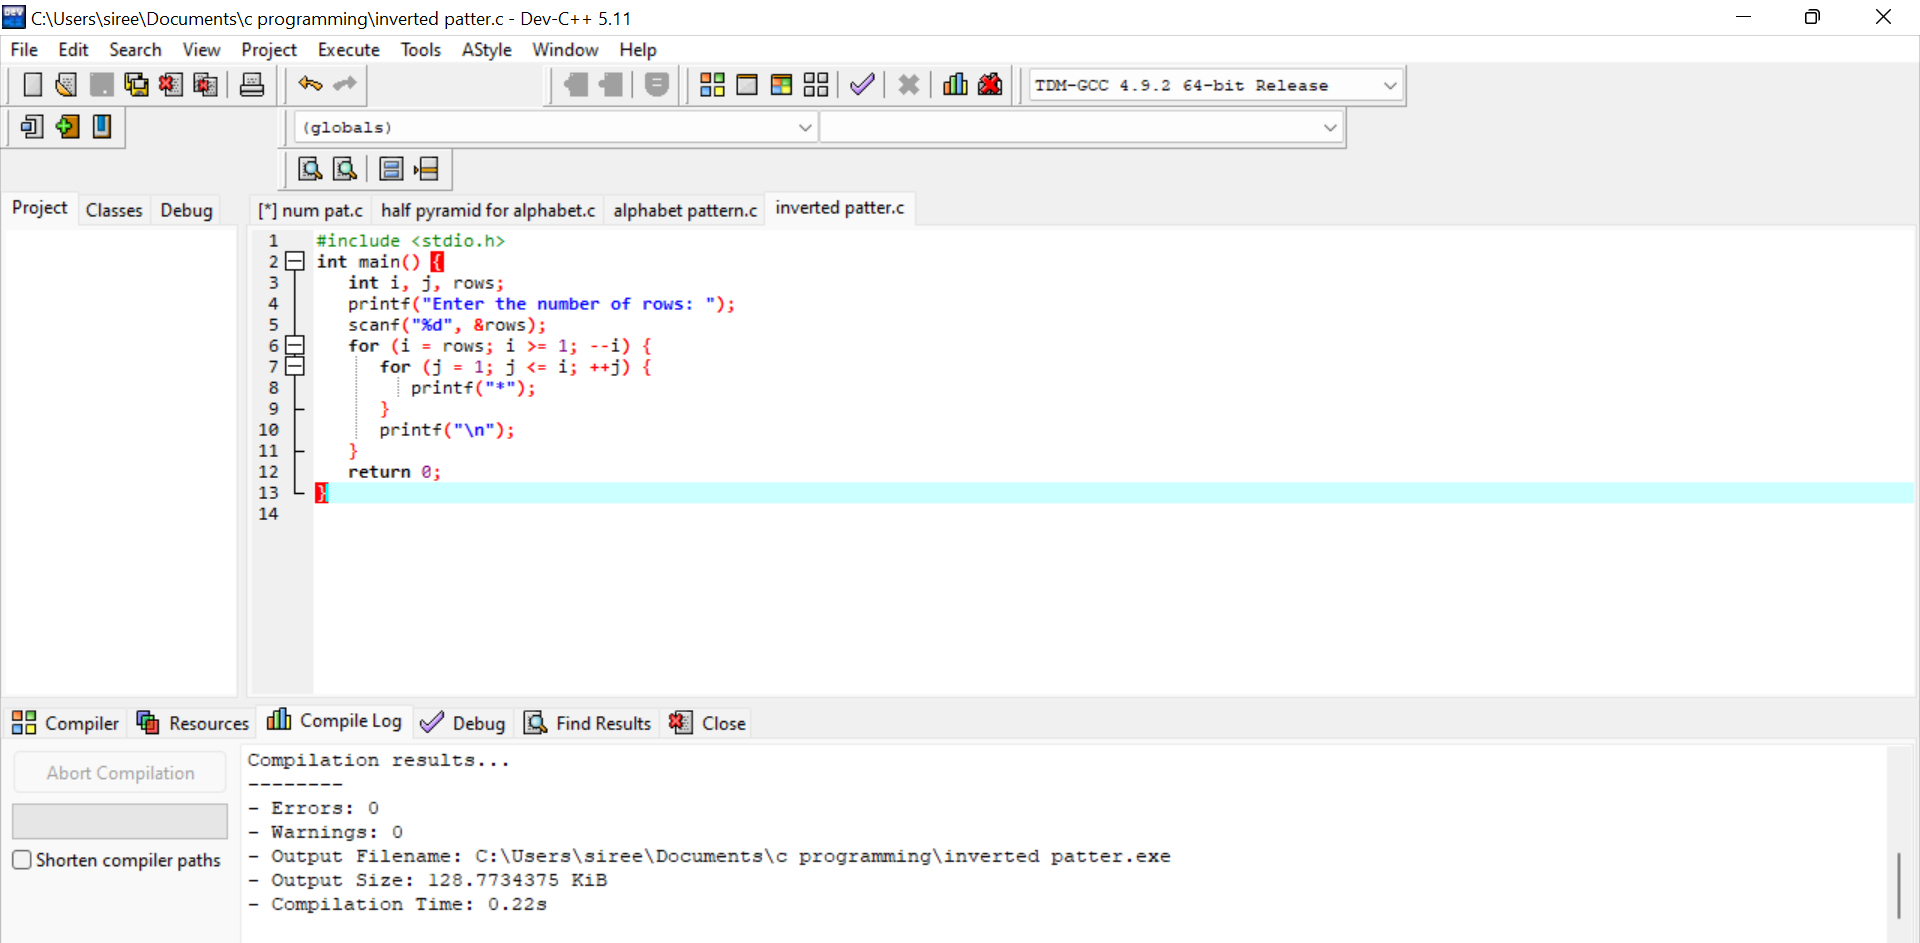 C:\Users\siree\Documents\c programming\inverted patter.c - Dev-C++ 5.11
File Edit Search View Project Execute Tools AStyle Window Help
TDM-GCC 4.9.2 64-bit Release
(globals)
Project Classes Debug
[*] num pat.c half pyramid for alphabet.c alphabet pattern.c inverted patter.c
1 #include <stdio.h>
2 int main() {
3 int i, j, rows;
4 printf("Enter the number of rows: ");
5 scanf("%d", &rows);
6 for (i = rows; i >= 1; --i) {
7 for (j = 1; j <= i; ++j) {
8 printf("*");
9 }
10 printf("\n");
11 }
12 return 0;
13 }
14
Compiler Resources Compile Log Debug Find Results Close
Abort Compilation
Shorten compiler paths
Compilation results...
--------
- Errors: 0
- Warnings: 0
- Output Filename: C:\Users\siree\Documents\c programming\inverted patter.exe
- Output Size: 128.7734375 KiB
- Compilation Time: 0.22s